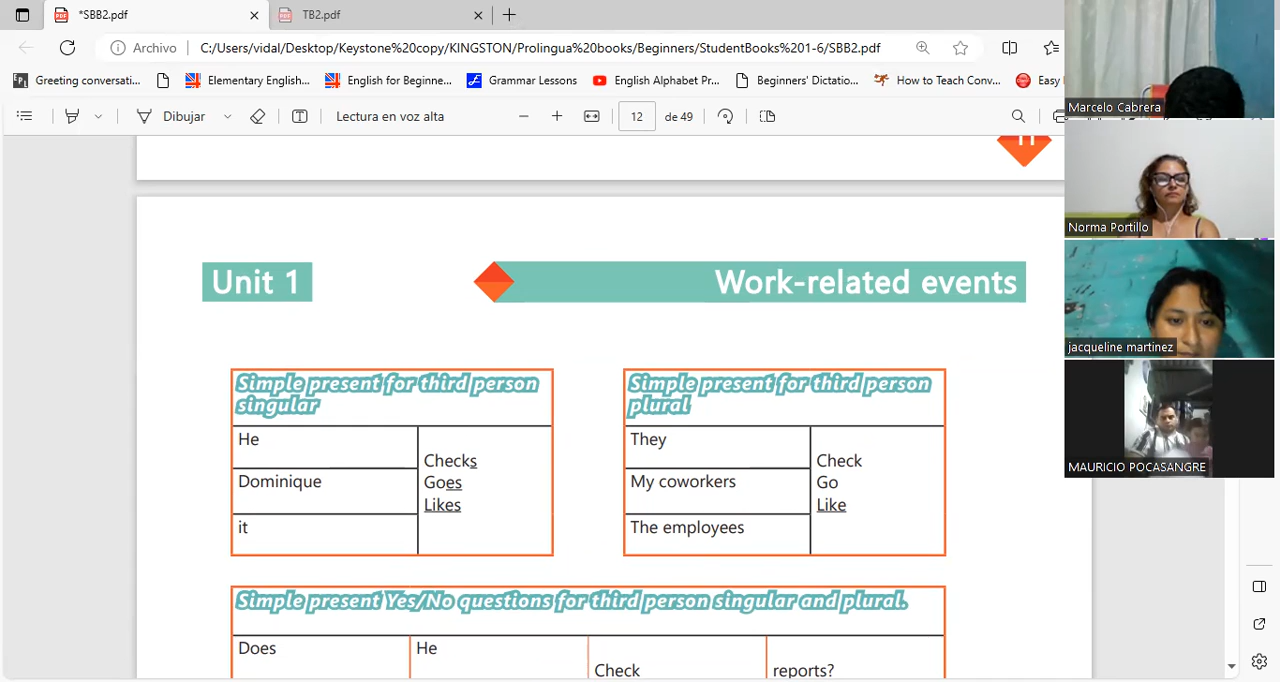 *SBB2.pdf
TB2.pdf
Archivo C:/Users/vidal/Desktop/Keystone%20copy/KINGSTON/Prolingua%20books/Beginners/StudentBooks%201-6/SBB2.pdf
Greeting conversati... Elementary English... English for Beginne... Grammar Lessons English Alphabet Pr... Beginners' Dictatio... How to Teach Conv... Easy
Dibujar Lectura en voz alta 12 de 49
Unit 1 Work-related events
Simple present for third person
singular
He
Dominique
it
Checks
Goes
Likes
Simple present for third person
plural
They
My coworkers
The employees
Check
Go
Like
Simple present Yes/No questions for third person singular and plural.
Does He Check reports?
Marcelo Cabrera
Norma Portillo
jacqueline martinez
MAURICIO POCASANGRE